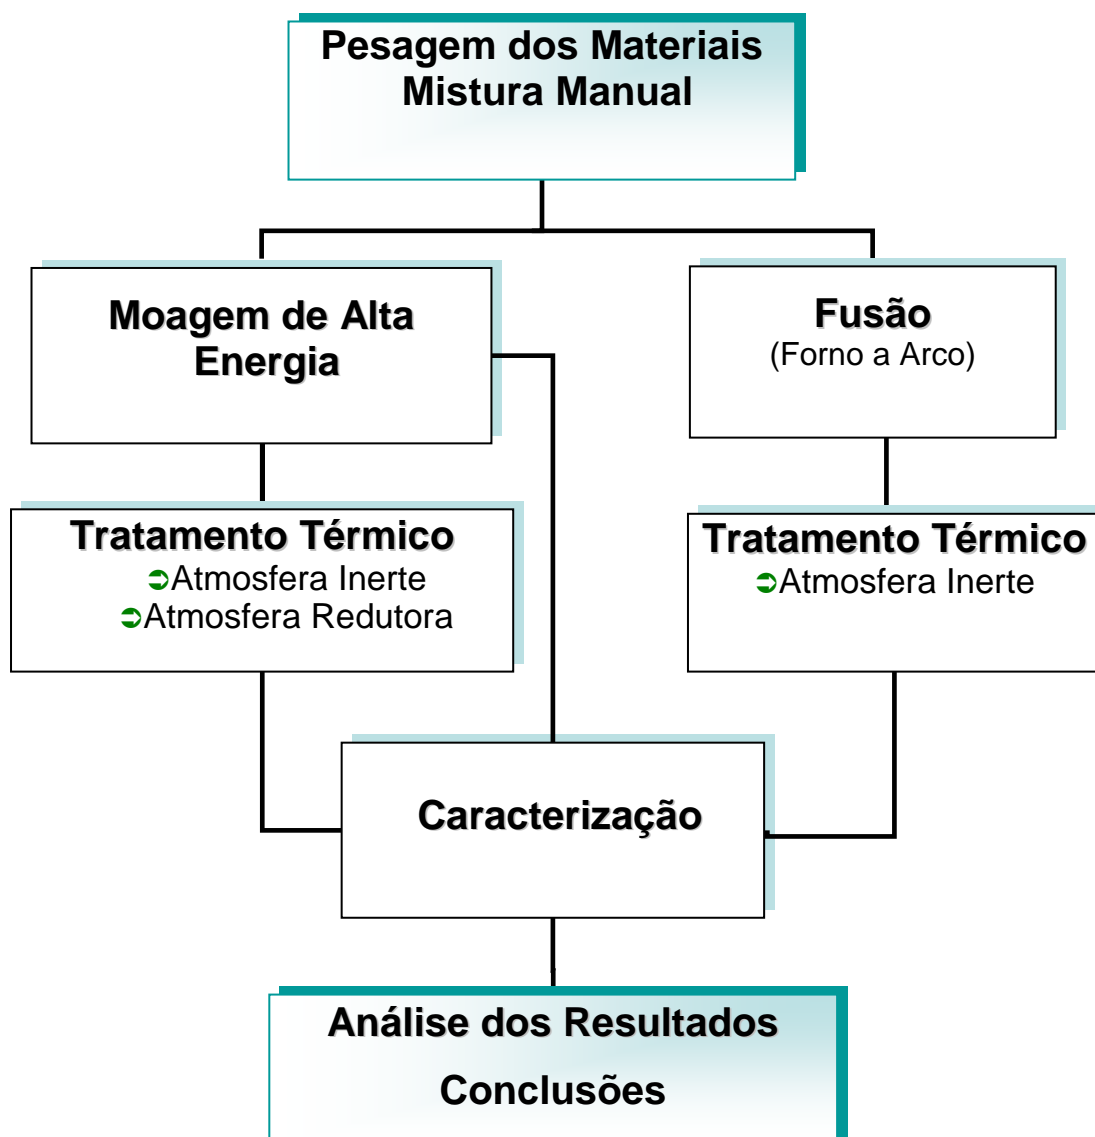 Pesagem dos Materiais
Mistura Manual
Moagem de Alta
Energia
Fusão
(Forno a Arco)
Tratamento Térmico
➲Atmosfera Inerte
➲Atmosfera Redutora
Tratamento Térmico
➲Atmosfera Inerte
Caracterização
Análise dos Resultados
Conclusões